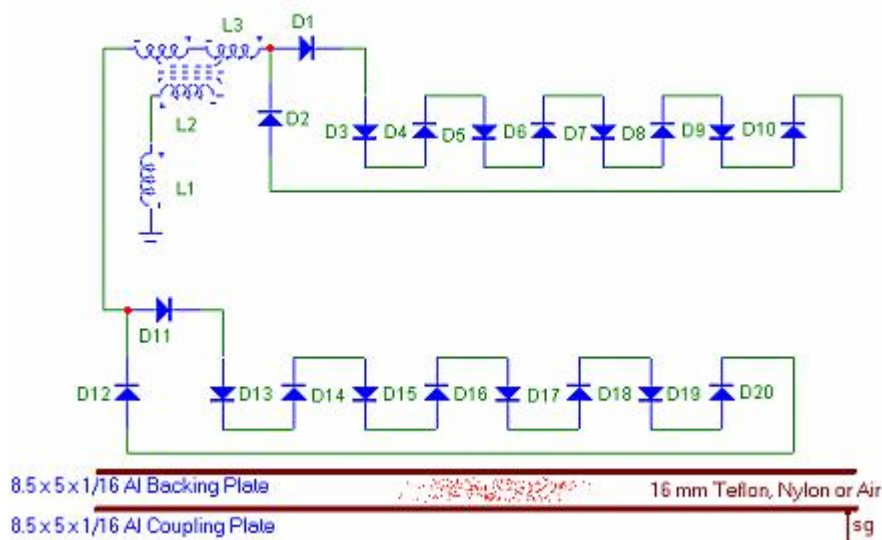 L3
D1
L2
D2
D3
D4
D5
D6
D7
D8
D9
D10
L1
D11
D12
D13
D14
D15
D16
D17
D18
D19
D20
8.5 x 5 x 1/16 Al Backing Plate
16 mm Teflon, Nylon or Air
8.5 x 5 x 1/16 Al Coupling Plate
sg